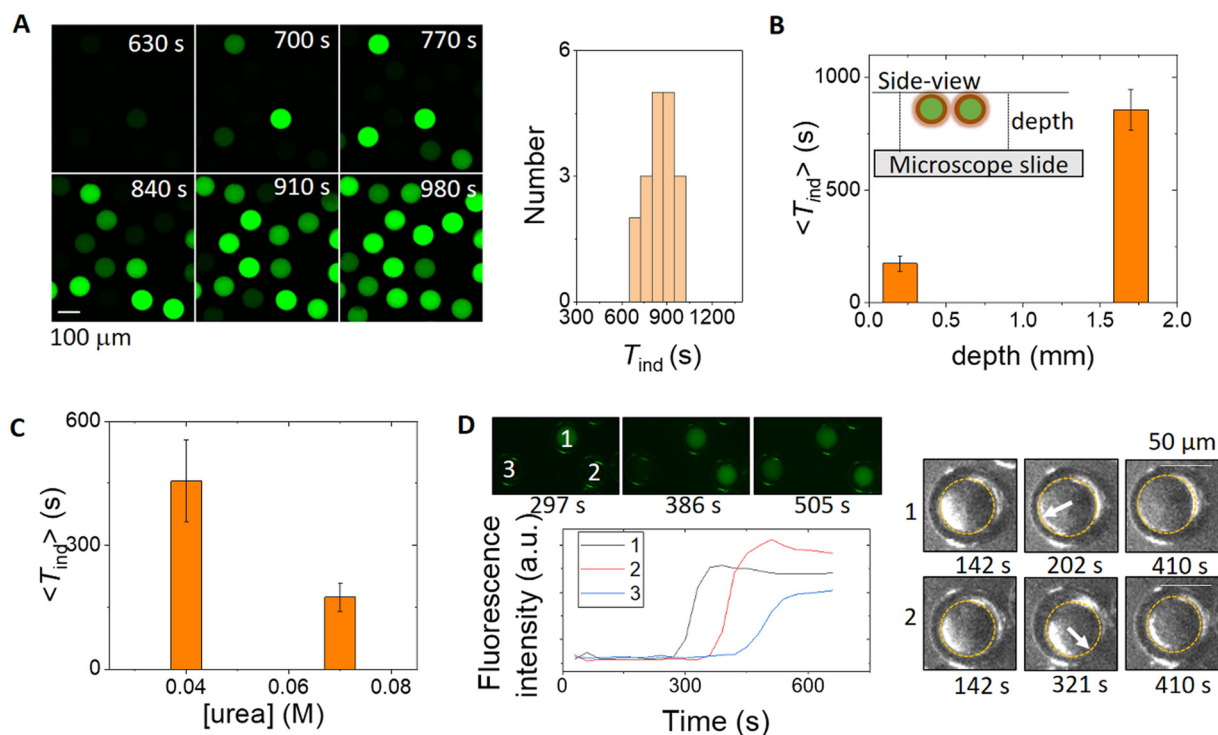 A
630 s
700 s
770 s
840 s
910 s
980 s
100 μm
Number
6
3
0
300 600 900 1200
T_ind (s)
B
<T_ind> (s)
1000
500
0
Side-view
depth
Microscope slide
0.0 0.5 1.0 1.5 2.0
depth (mm)
C
<T_ind> (s)
600
300
0
0.04 0.06 0.08
[urea] (M)
D
1
3 2
297 s 386 s 505 s
Fluorescence
intensity (a.u.)
1
2
3
0 300 600
Time (s)
50 μm
1
142 s 202 s 410 s
2
142 s 321 s 410 s